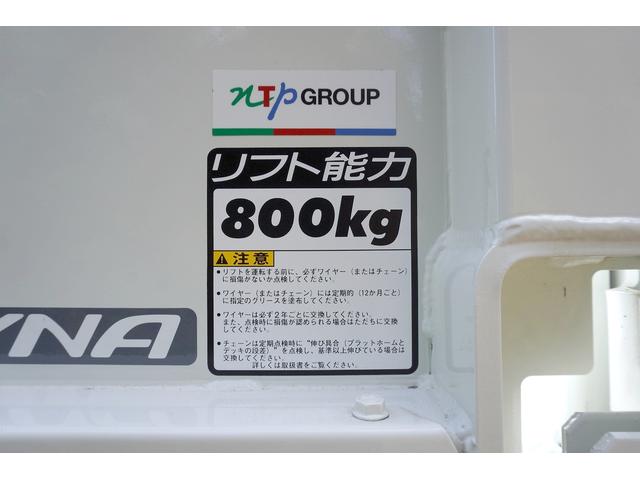 nTp GROUP
リフト能力
800kg
注意
●リフトを運転する前に、必ずワイヤー(またはチェーン)
に損傷がないか点検してください。
●ワイヤー(またはチェーン)には定期的(12か月ごと)
に指定のグリースを塗布してください。
●ワイヤーは必ず2年ごとに交換してください。
また、点検時に損傷が認められる場合はただちに交換
してください。
●チェーンは定期点検時に“伸び具合(プラットホームと
デッキの段差)”を点検し、基準以上伸びている場合は
交換してください。
詳しくは取扱書をご覧ください。
YNA